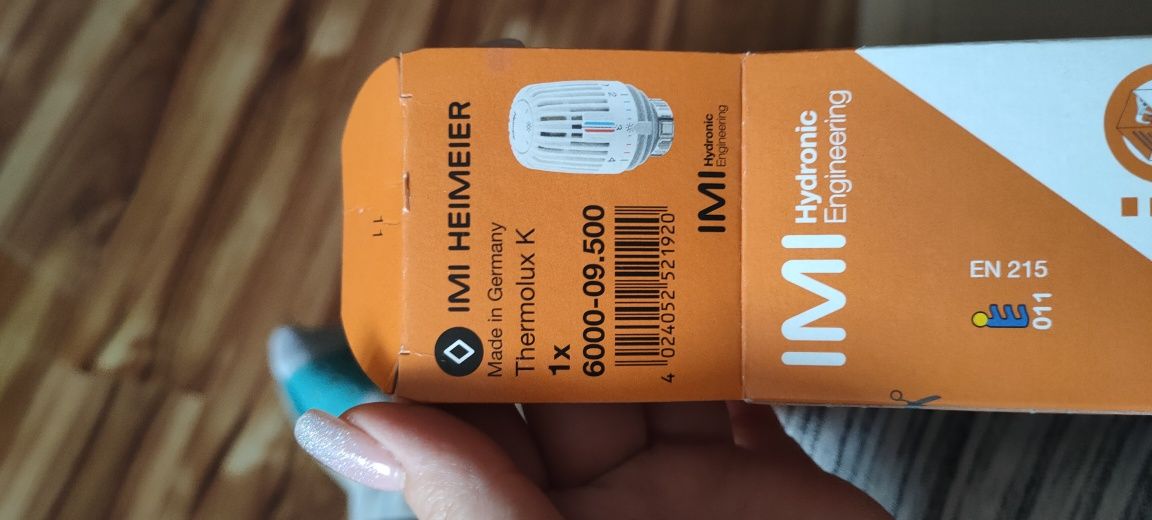 IMI HEIMEIER
Made in Germany
Thermolux K
1x
6000-09.500
4 024052 521920
IMI Hydronic
Engineering
IMI Hydronic
Engineering
EN 215
011